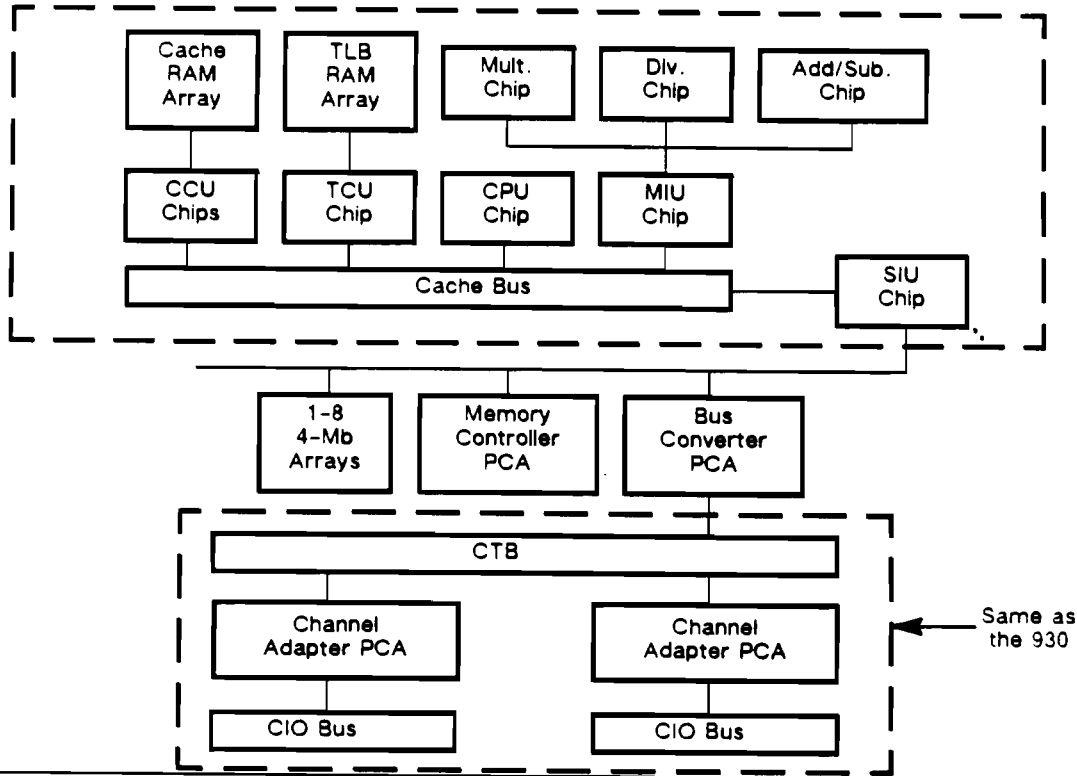 Cache
RAM
Array
TLB
RAM
Array
Mult.
Chip
Div.
Chip
Add/Sub.
Chip
CCU
Chips
TCU
Chip
CPU
Chip
MIU
Chip
Cache Bus
SIU
Chip
1-8
4-Mb
Arrays
Memory
Controller
PCA
Bus
Converter
PCA
CTB
Channel
Adapter PCA
Channel
Adapter PCA
Same as
the 930
CIO Bus
CIO Bus